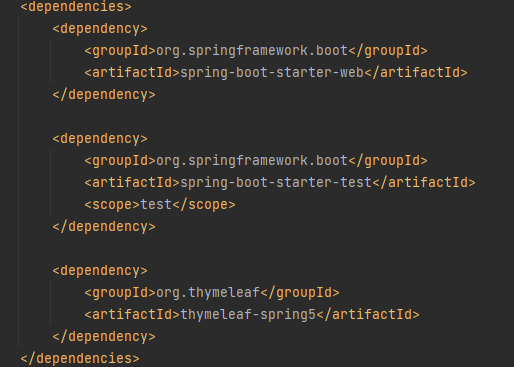 <dependencies>
<dependency>
<groupId>org.springframework.boot</groupId>
<artifactId>spring-boot-starter-web</artifactId>
</dependency>
<dependency>
<groupId>org.springframework.boot</groupId>
<artifactId>spring-boot-starter-test</artifactId>
<scope>test</scope>
</dependency>
<dependency>
<groupId>org.thymeleaf</groupId>
<artifactId>thymeleaf-spring5</artifactId>
</dependency>
</dependencies>